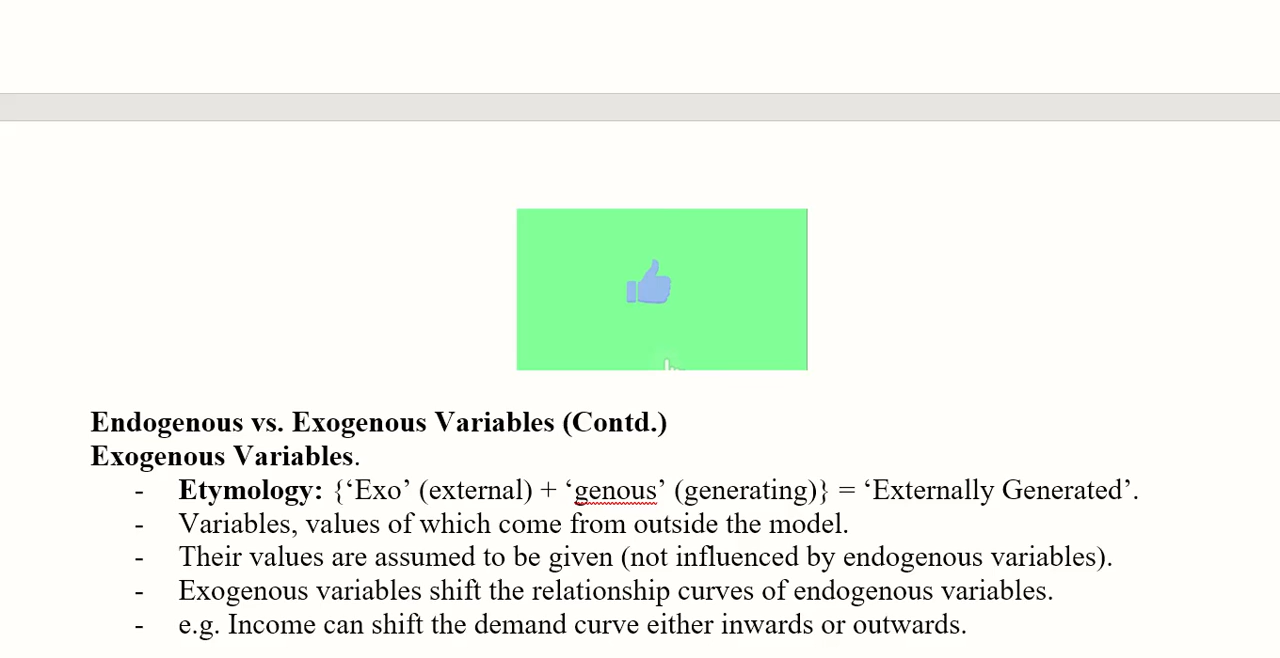 Endogenous vs. Exogenous Variables (Contd.)
Exogenous Variables.
- Etymology: {‘Exo’ (external) + ‘genous’ (generating)} = ‘Externally Generated’.
- Variables, values of which come from outside the model.
- Their values are assumed to be given (not influenced by endogenous variables).
- Exogenous variables shift the relationship curves of endogenous variables.
- e.g. Income can shift the demand curve either inwards or outwards.